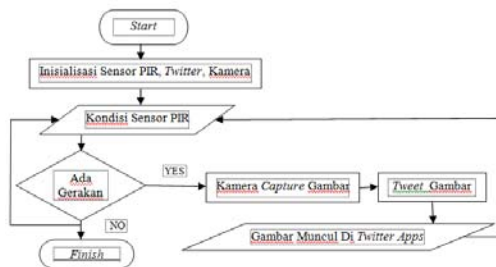 Start
Inisialisasi Sensor PIR, Twitter, Kamera
Kondisi Sensor PIR
Ada
Gerakan
YES
Kamera Capture Gambar
Tweet Gambar
NO
Gambar Muncul Di Twitter Apps
Finish